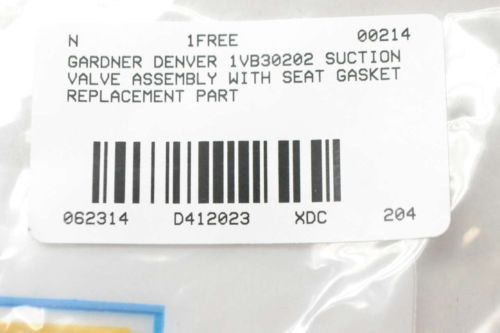 N 1FREE 00214
GARDNER DENVER 1VB30202 SUCTION
VALVE ASSEMBLY WITH SEAT GASKET
REPLACEMENT PART
062314 D412023 XDC 204